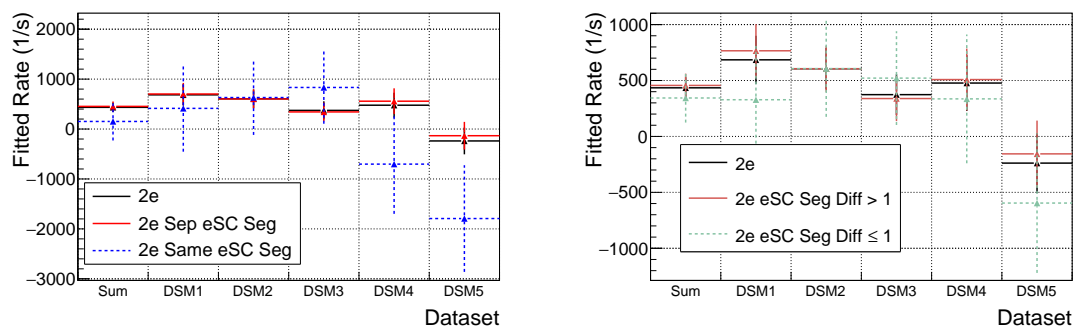 Fitted Rate (1/s)
2000
1000
0
−1000
−2000
−3000
2e
2e Sep eSC Seg
2e Same eSC Seg
Sum DSM1 DSM2 DSM3 DSM4 DSM5
Dataset
Fitted Rate (1/s)
1000
500
0
−500
−1000
2e
2e eSC Seg Diff > 1
2e eSC Seg Diff ≤ 1
Sum DSM1 DSM2 DSM3 DSM4 DSM5
Dataset